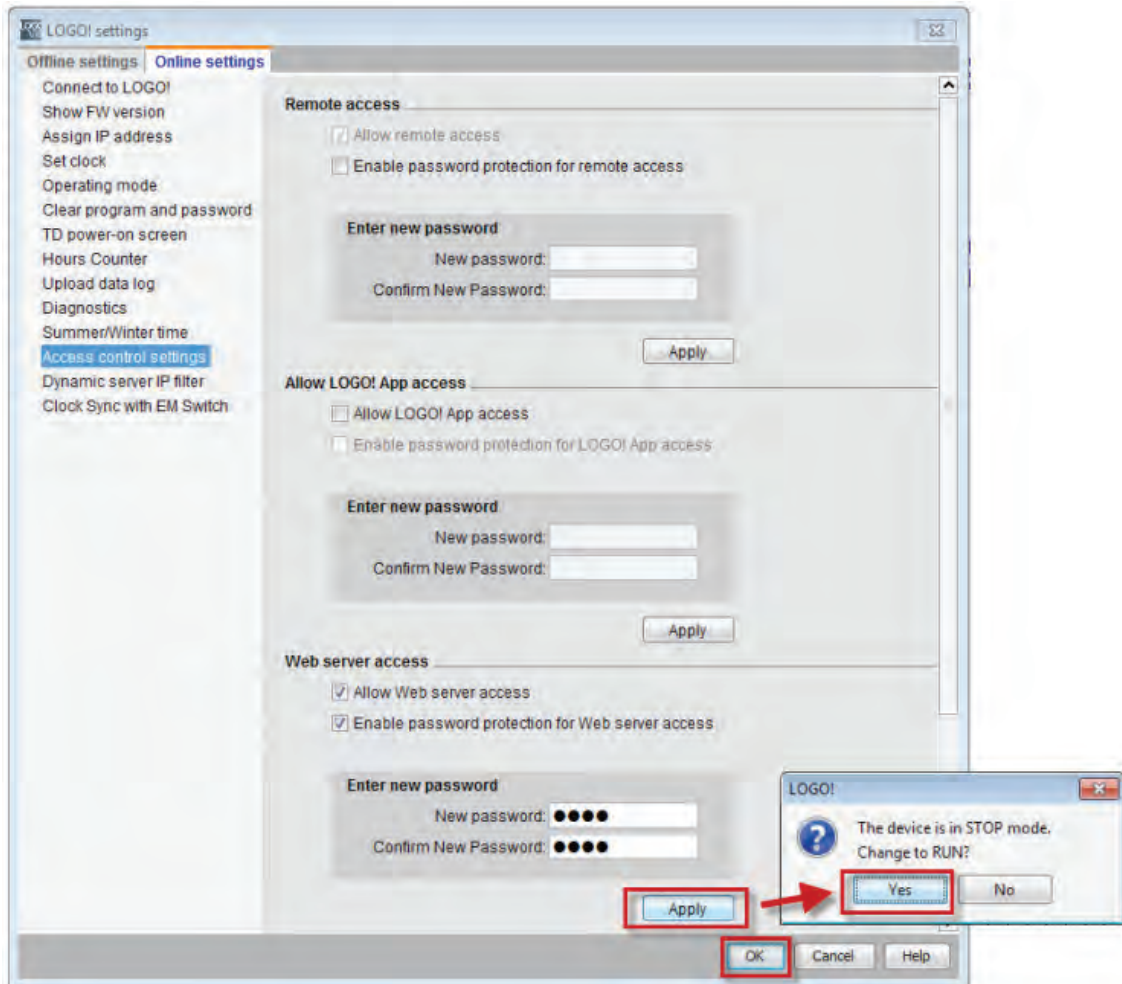 LOGO! settings
Offline settings Online settings
Connect to LOGO!
Show FW version
Assign IP address
Set clock
Operating mode
Clear program and password
TD power-on screen
Hours Counter
Upload data log
Diagnostics
Summer/Winter time
Access control settings
Dynamic server IP filter
Clock Sync with EM Switch
Remote access
Allow remote access
Enable password protection for remote access
Enter new password
New password:
Confirm New Password:
Apply
Allow LOGO! App access
Allow LOGO! App access
Enable password protection for LOGO! App access
Enter new password
New password:
Confirm New Password:
Apply
Web server access
Allow Web server access
Enable password protection for Web server access
Enter new password
New password: ●●●●
Confirm New Password: ●●●●
Apply
OK Cancel Help
LOGO!
The device is in STOP mode.
Change to RUN?
Yes No